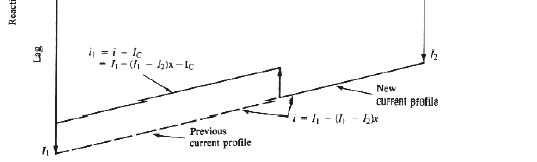 Reacti
Lag
i₁ = i − I_C
= I₁ − (I₁ − I₂)x − I_C
I₂
New
current profile
i = I₁ − (I₁ − I₂)x
Previous
current profile
I₁